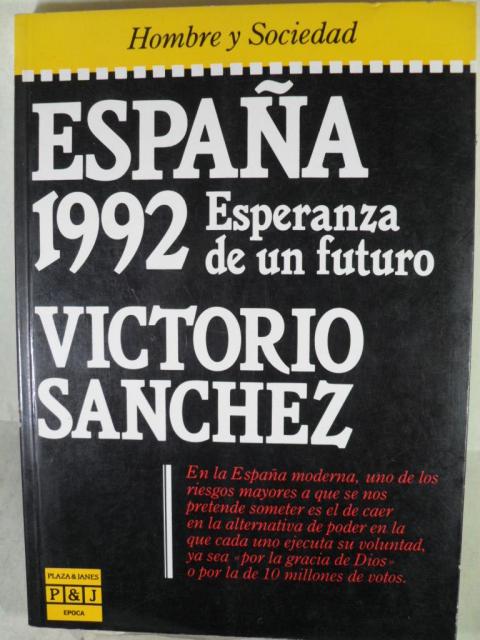 Hombre y Sociedad
ESPAÑA
1992 Esperanza
de un futuro
VICTORIO
SANCHEZ
En la España moderna, uno de los
riesgos mayores a que se nos
pretende someter es el de caer
en la alternativa de poder en la
que cada uno ejecuta su voluntad,
ya sea «por la gracia de Dios»
o por la de 10 millones de votos.
PLAZA & JANES
P & J
EPOCA